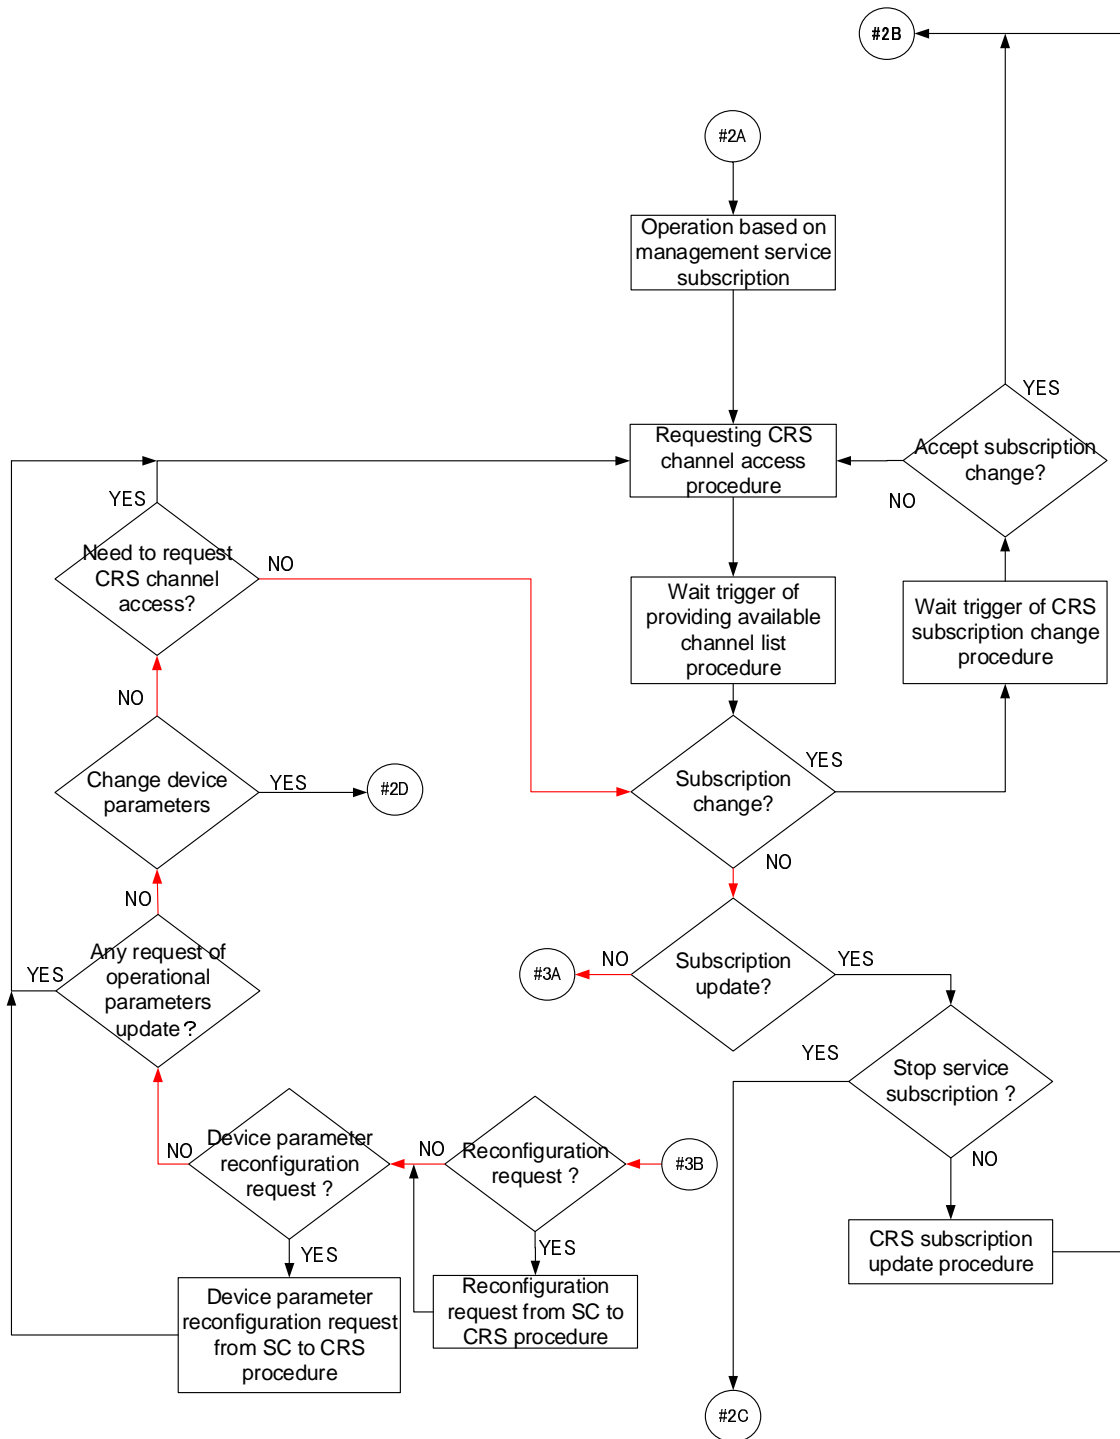 #2B
#2A
Operation based on
management service
subscription
YES
Requesting CRS
channel access
procedure
Accept subscription
change?
YES
NO
Need to request
CRS channel
access?
NO
Wait trigger of
providing available
channel list
procedure
Wait trigger of CRS
subscription change
procedure
NO
Change device
parameters
YES
#2D
Subscription
change?
YES
NO
NO
Any request of
operational
parameters
update?
YES
#3A
NO
Subscription
update?
YES
YES
Stop service
subscription ?
NO
Device parameter
reconfiguration
request ?
NO
NO
Reconfiguration
request ?
#3B
YES
YES
CRS subscription
update procedure
Device parameter
reconfiguration request
from SC to CRS
procedure
Reconfiguration
request from SC to
CRS procedure
#2C